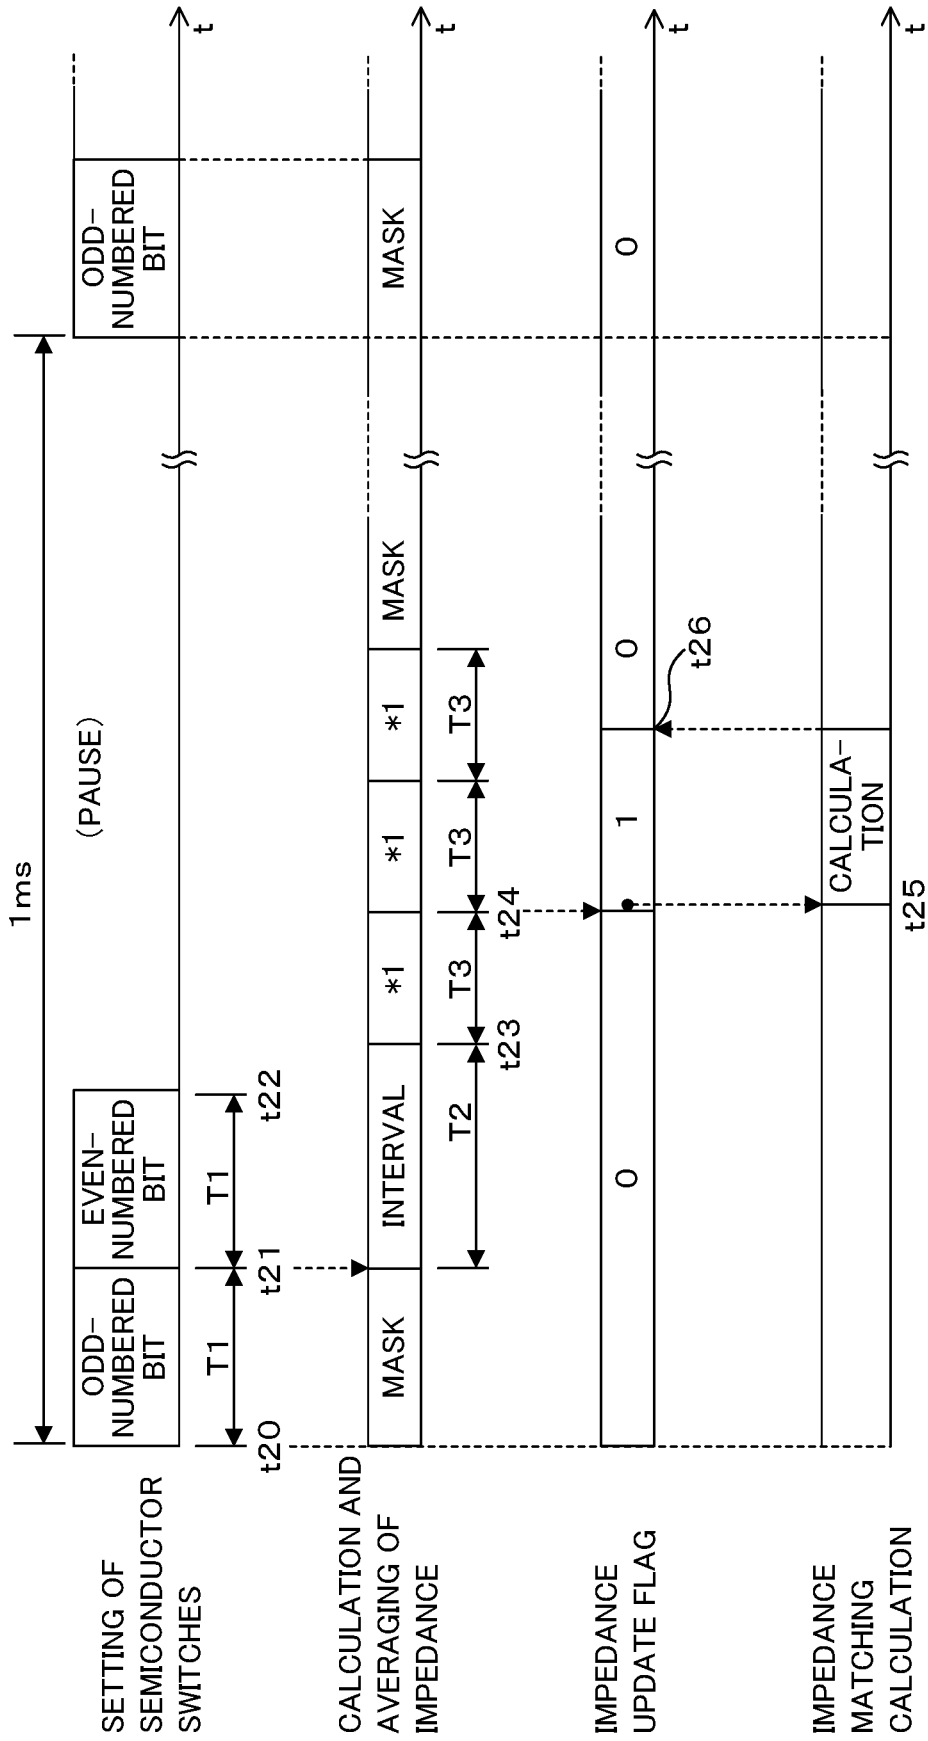 1ms
SETTING OF
SEMICONDUCTOR
SWITCHES
ODD-
NUMBERED
BIT
EVEN-
NUMBERED
BIT
(PAUSE)
ODD-
NUMBERED
BIT
t
T1
T1
t20
t21
t22
CALCULATION AND
AVERAGING OF
IMPEDANCE
MASK
INTERVAL
*1
*1
*1
MASK
MASK
t
T2
T3
T3
T3
t23
t24
IMPEDANCE
UPDATE FLAG
0
1
0
0
t
t26
IMPEDANCE
MATCHING
CALCULATION
CALCULA-
TION
t
t25